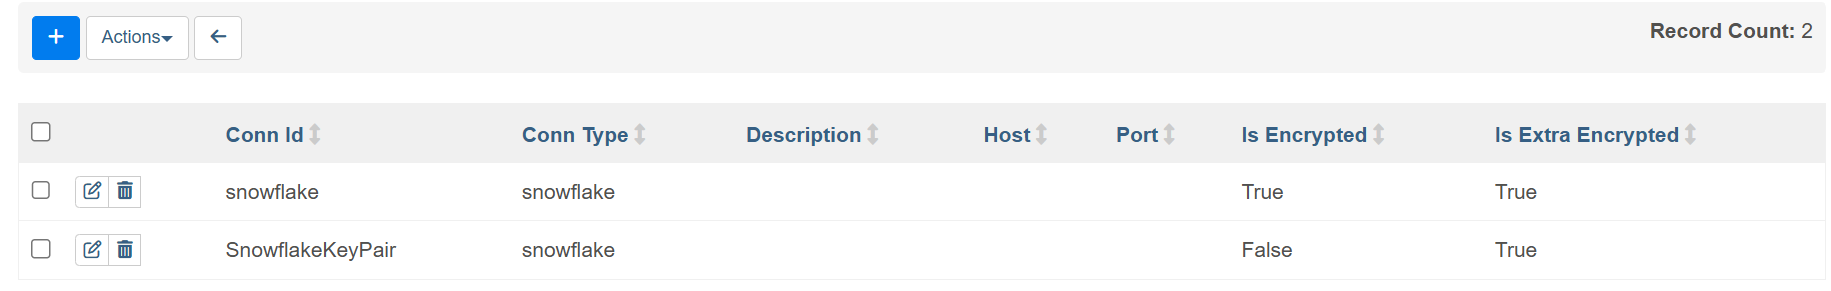 + Actions Record Count: 2
Conn Id Conn Type Description Host Port Is Encrypted Is Extra Encrypted
snowflake snowflake True True
SnowflakeKeyPair snowflake False True